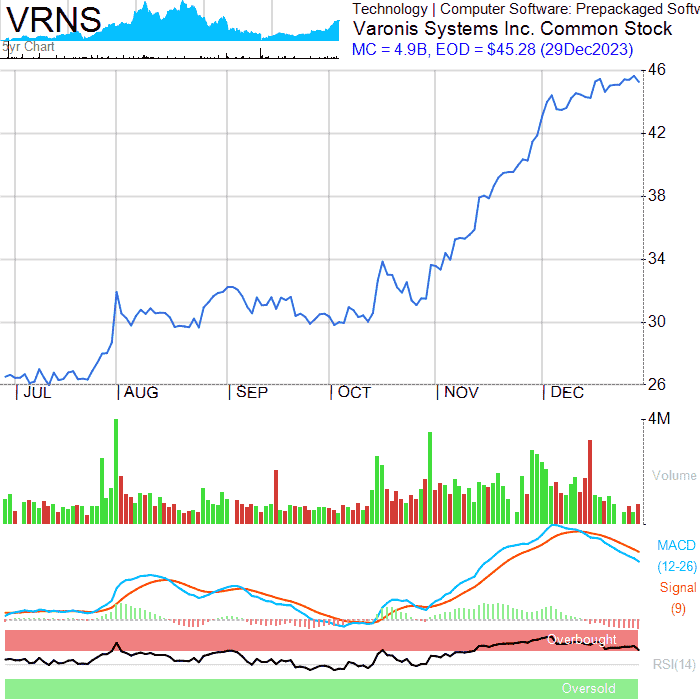 VRNS
5yr Chart
Technology | Computer Software: Prepackaged Softw
Varonis Systems Inc. Common Stock
MC = 4.9B, EOD = $45.28 (29Dec2023)
46
42
38
34
30
26
JUL AUG SEP OCT NOV DEC
4M
Volume
MACD
(12-26)
Signal
(9)
Overbought
RSI(14)
Oversold